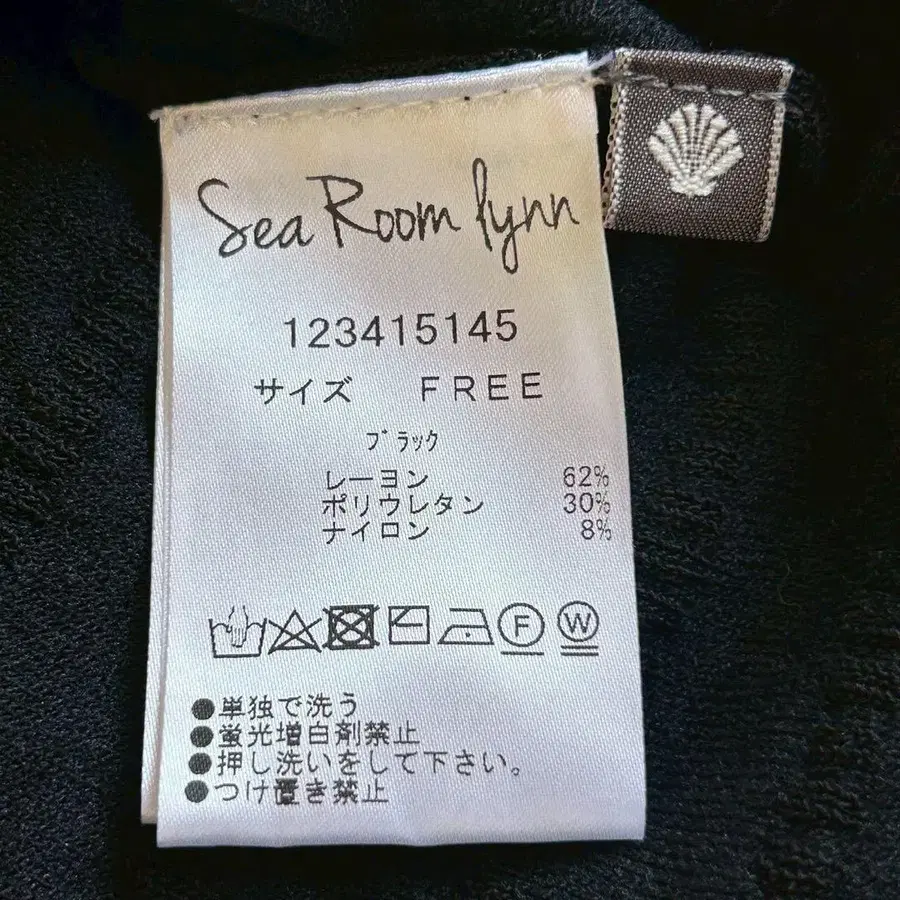 Sea Room lynn
123415145
サイズ FREE
ブラック
レーヨン 62%
ポリウレタン 30%
ナイロン 8%
F W
●単独で洗う
●蛍光増白剤禁止
●押し洗いをして下さい。
●つけ置き禁止